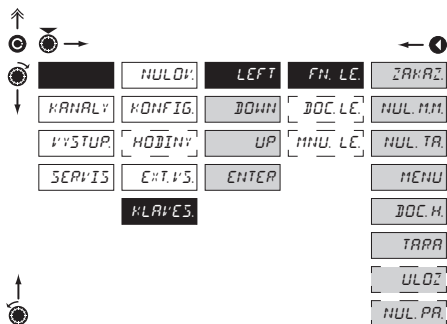 NULOV. LEFT FN. LE. ZAKAZ.
KANALY KONFIG. DOWN DOC. LE. NUL. M.M.
VYSTUP. HODINY UP MNU. LE. NUL. TA.
SERVIS EXT. VS. ENTER MENU
KLAVES. DOC. H.
TARA
ULOZ
NUL. PA.